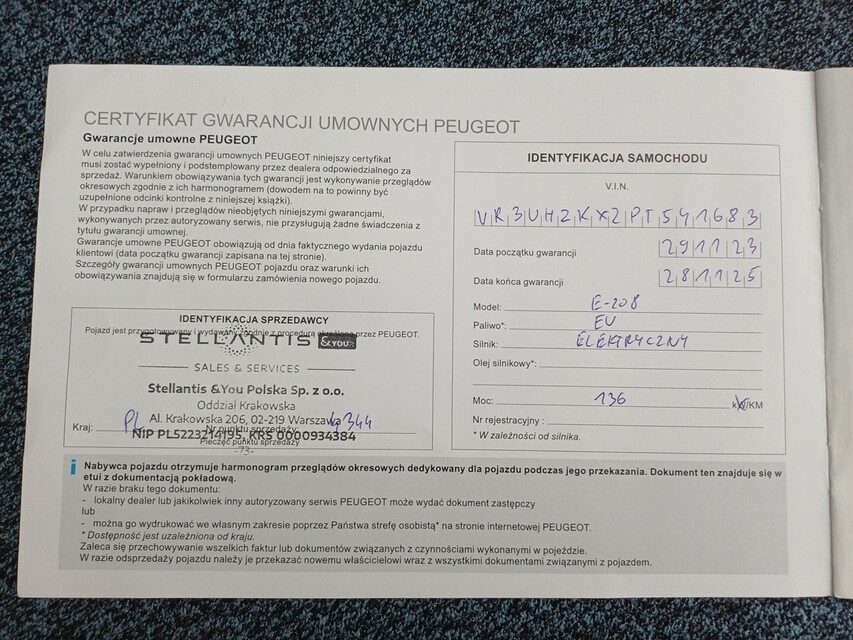 CERTYFIKAT GWARANCJI UMOWNYCH PEUGEOT
Gwarancje umowne PEUGEOT
W celu zatwierdzenia gwarancji umownych PEUGEOT niniejszy certyfikat
musi zostać wypełniony i podstemplowany przez dealera odpowiedzialnego za
sprzedaż. Warunkiem obowiązywania tych gwarancji jest wykonywanie przeglądów
okresowych zgodnie z ich harmonogramem (dowodem na to powinny być
uzupełnione odcinki kontrolne z niniejszej książki).
W przypadku napraw i przeglądów nieobjętych niniejszymi gwarancjami,
wykonywanych przez autoryzowany serwis, nie przysługują żadne świadczenia z
tytułu gwarancji umownej.
Gwarancje umowne PEUGEOT obowiązują od dnia faktycznego wydania pojazdu
klientowi (data początku gwarancji zapisana na tej stronie).
Szczegóły gwarancji umownych PEUGEOT pojazdu oraz warunki ich
obowiązywania znajdują się w formularzu zamówienia nowego pojazdu.
IDENTYFIKACJA SPRZEDAWCY
Pojazd jest przygotowywany i wydawany zgodnie z procedurą określoną przez PEUGEOT.
STELLANTIS &YOU
SALES & SERVICES
Stellantis &You Polska Sp. z o.o.
Oddział Krakowska
Al. Krakowska 206, 02-219 Warszawa
Kraj: PL Nr punktu sprzedaży: 4344
NIP PL5223214195, KRS 0000934384
Pieczęć punktu sprzedaży
-73-
IDENTYFIKACJA SAMOCHODU
V.I.N.
VR3UHZKXZPT541683
Data początku gwarancji 291123
Data końca gwarancji 281125
Model: E-208
Paliwo*: EV
Silnik: ELEKTRYCZNY
Olej silnikowy*:
Moc: 136 kW/KM
Nr rejestracyjny :
* W zależności od silnika.
i Nabywca pojazdu otrzymuje harmonogram przeglądów okresowych dedykowany dla pojazdu podczas jego przekazania. Dokument ten znajduje się w
etui z dokumentacją pokładową.
W razie braku tego dokumentu:
- lokalny dealer lub jakikolwiek inny autoryzowany serwis PEUGEOT może wydać dokument zastępczy
lub
- można go wydrukować we własnym zakresie poprzez Państwa strefę osobistą* na stronie internetowej PEUGEOT.
* Dostępność jest uzależniona od kraju.
Zaleca się przechowywanie wszelkich faktur lub dokumentów związanych z czynnościami wykonanymi w pojeździe.
W razie odsprzedaży pojazdu należy je przekazać nowemu właścicielowi wraz z wszystkimi dokumentami związanymi z pojazdem.